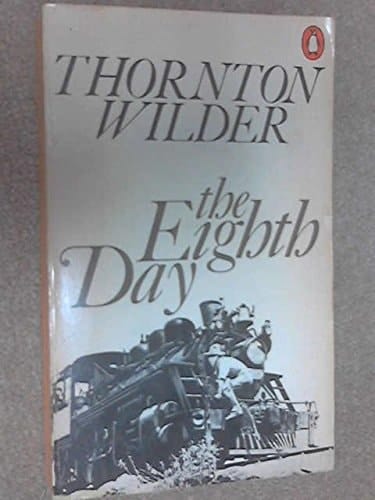 THORNTON
WILDER
the
Eighth
Day